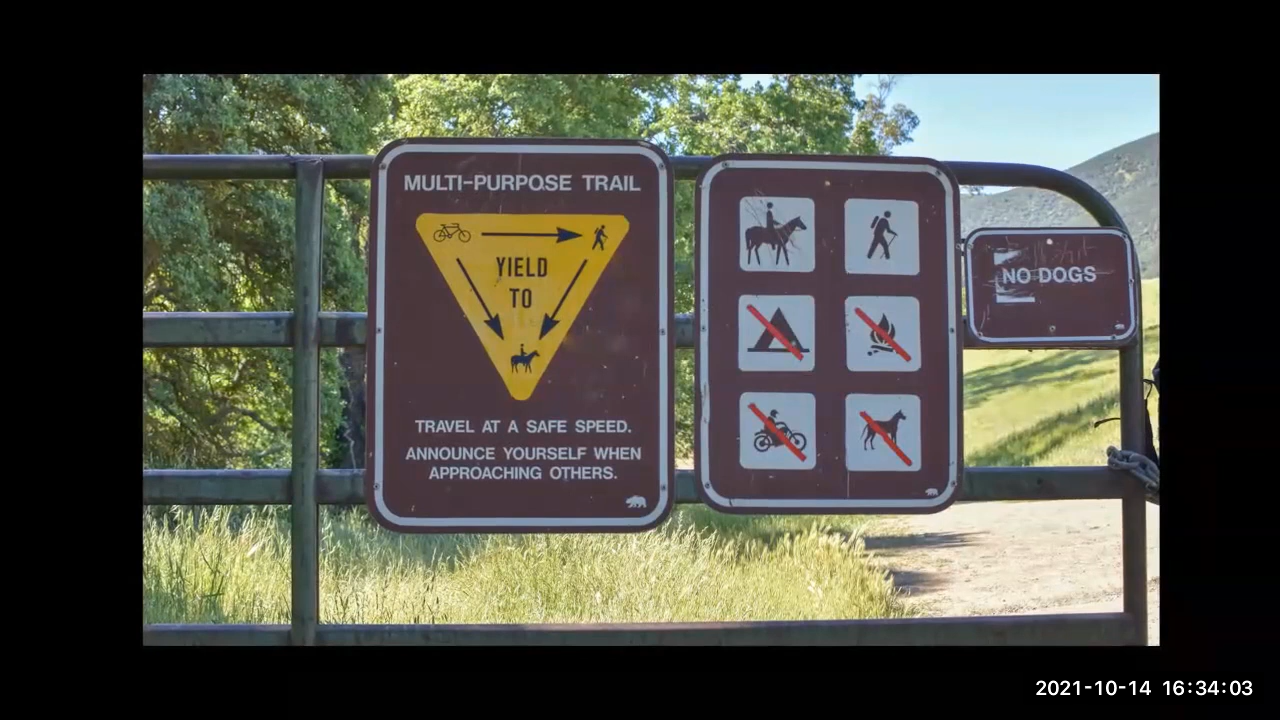 MULTI-PURPOSE TRAIL
YIELD
TO
TRAVEL AT A SAFE SPEED.
ANNOUNCE YOURSELF WHEN
APPROACHING OTHERS.
NO DOGS
2021-10-14 16:34:03